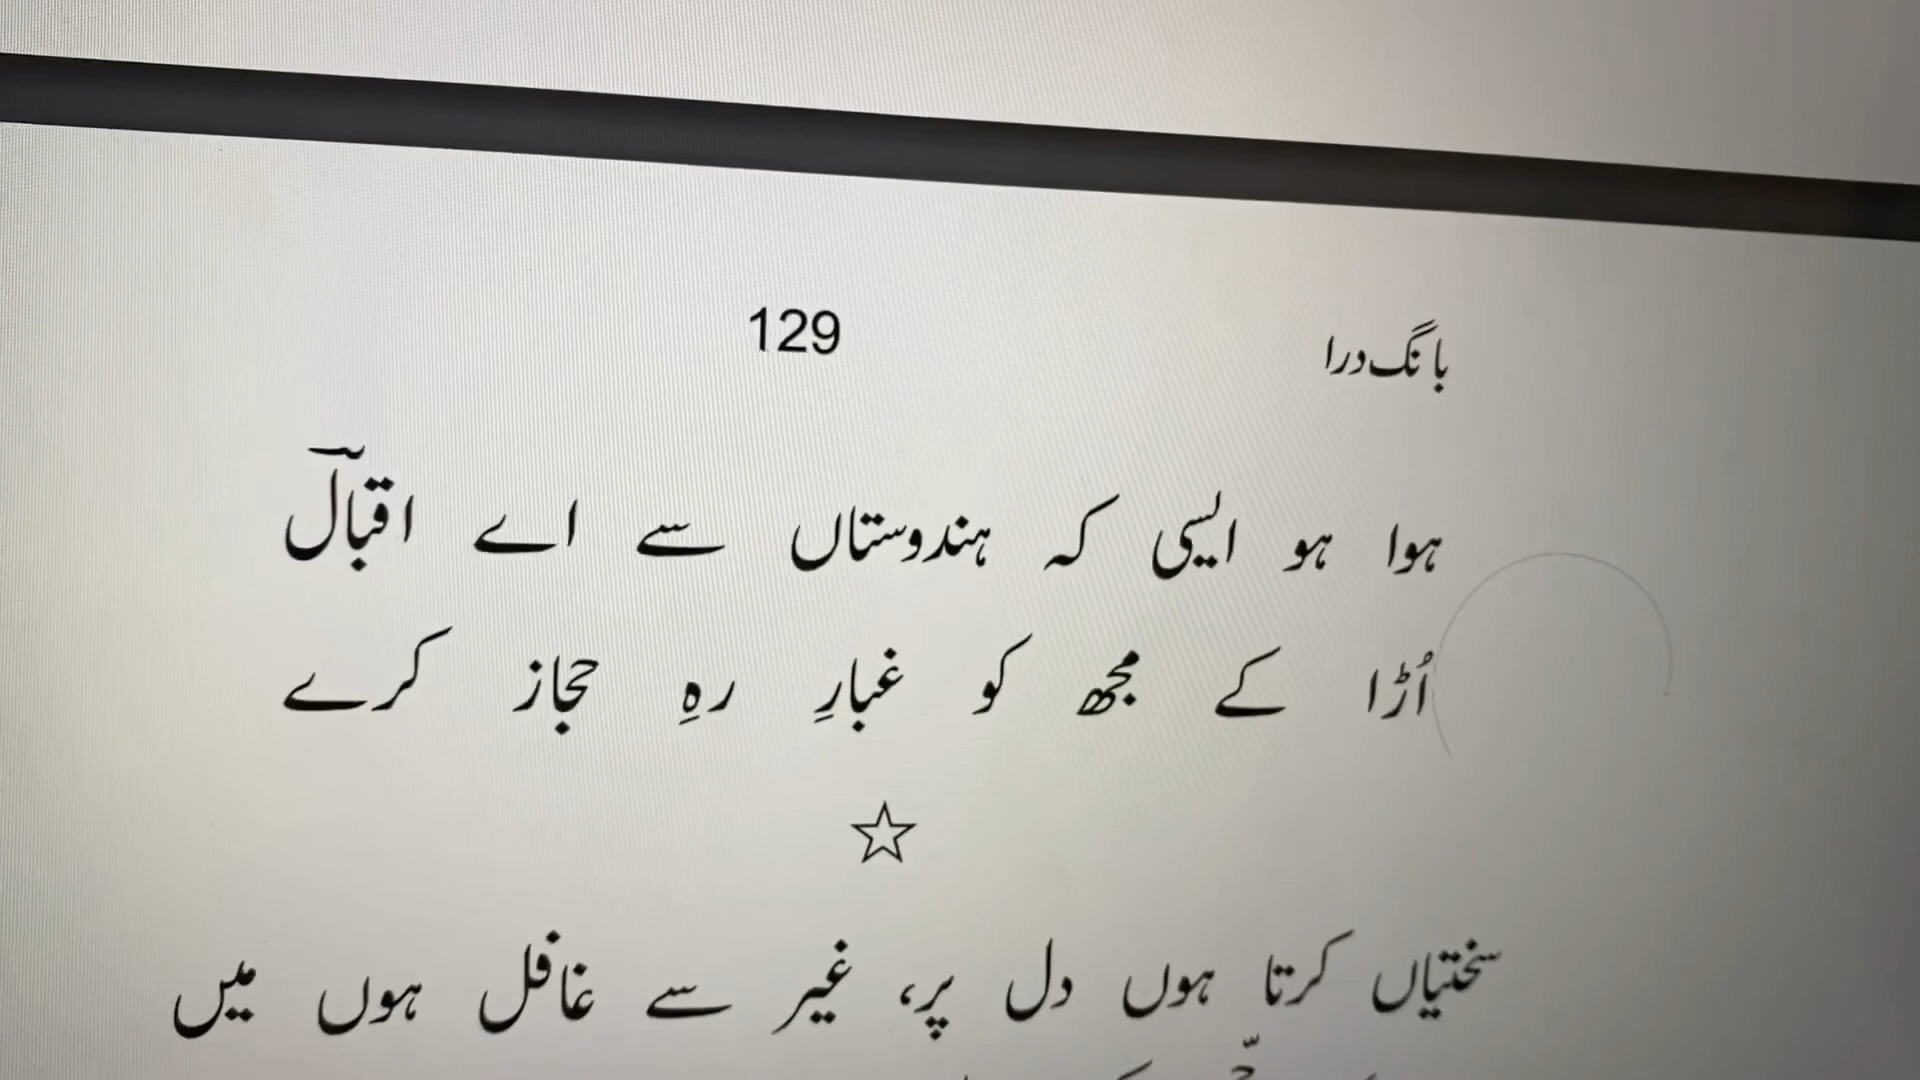 بانگ درا 129
ہوا ہو ایسی کہ ہندوستاں سے اے اقبالؔ
اُڑا کے مجھ کو غبارِ رہِ حجاز کرے
☆
سختیاں کرتا ہوں دل پر، غیر سے غافل ہوں میں